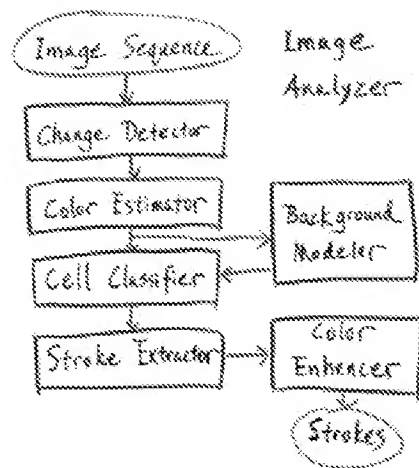 Image Sequence
Image
Analyzer
Change Detector
Color Estimator
Background
Modeler
Cell Classifier
Stroke Extractor
Color
Enhancer
Strokes